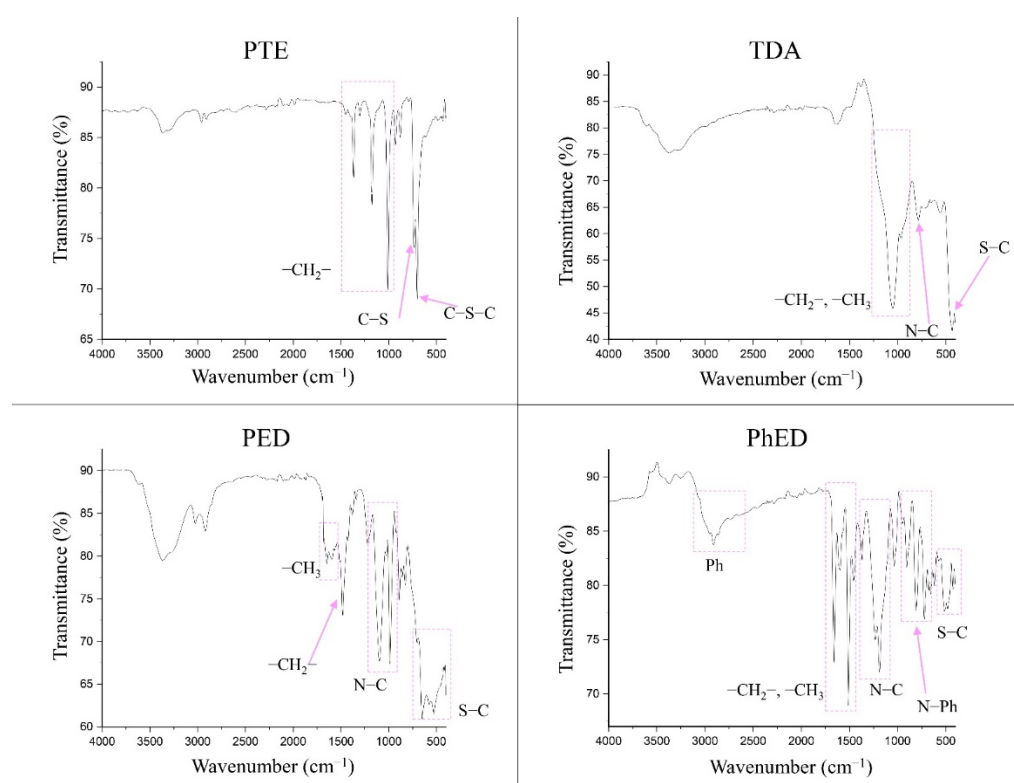 PTE
Transmittance (%)
90
85
80
75
70
65
−CH2−
C−S
C−S−C
4000 3500 3000 2500 2000 1500 1000 500
Wavenumber (cm−1)
TDA
Transmittance (%)
90
85
80
75
70
65
60
55
50
45
40
S−C
−CH2−, −CH3
N−C
4000 3500 3000 2500 2000 1500 1000 500
Wavenumber (cm−1)
PED
Transmittance (%)
90
85
80
75
70
65
60
−CH3
−CH2−
N−C
S−C
4000 3500 3000 2500 2000 1500 1000 500
Wavenumber (cm−1)
PhED
Transmittance (%)
90
85
80
75
70
Ph
S−C
−CH2−, −CH3
N−C
N−Ph
4000 3500 3000 2500 2000 1500 1000 500
Wavenumber (cm−1)